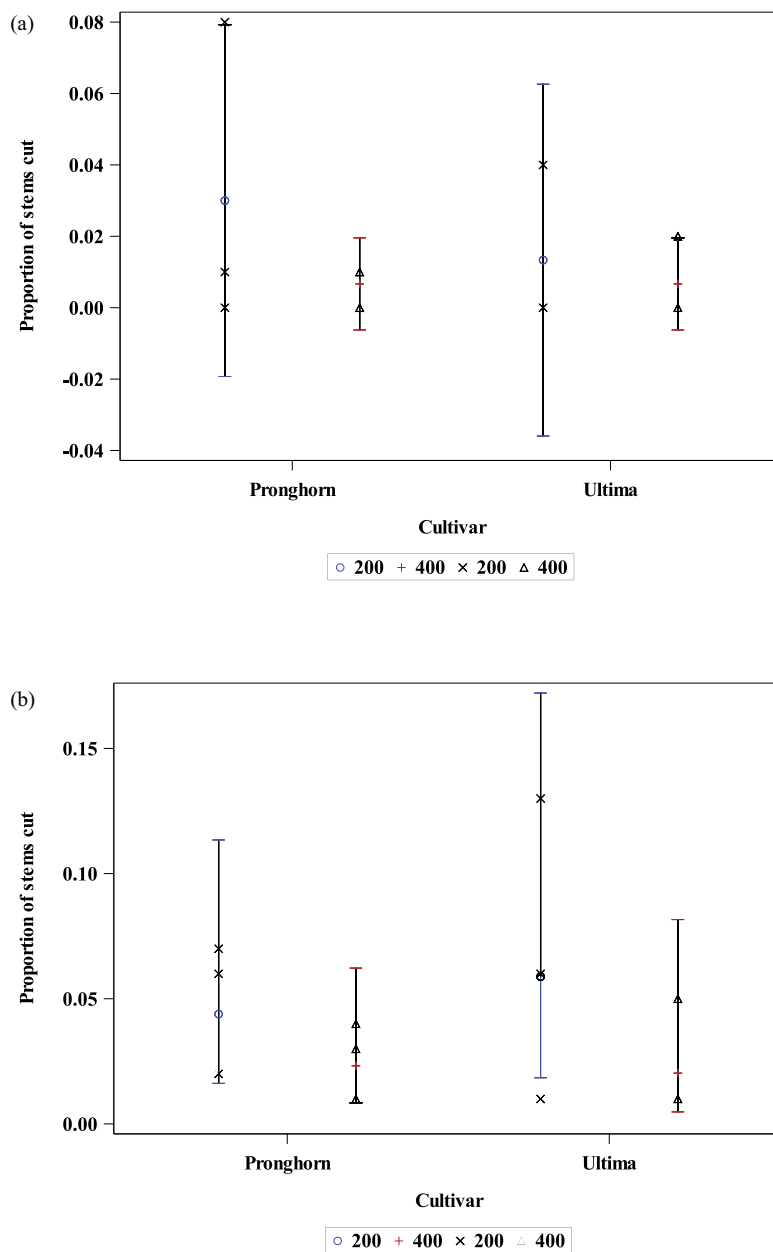 (a)
0.08
0.06
0.04
0.02
0.00
-0.02
-0.04
Proportion of stems cut
Pronghorn Ultima
Cultivar
200 400 200 400
(b)
0.15
0.10
0.05
0.00
Proportion of stems cut
Pronghorn Ultima
Cultivar
200 400 200 400